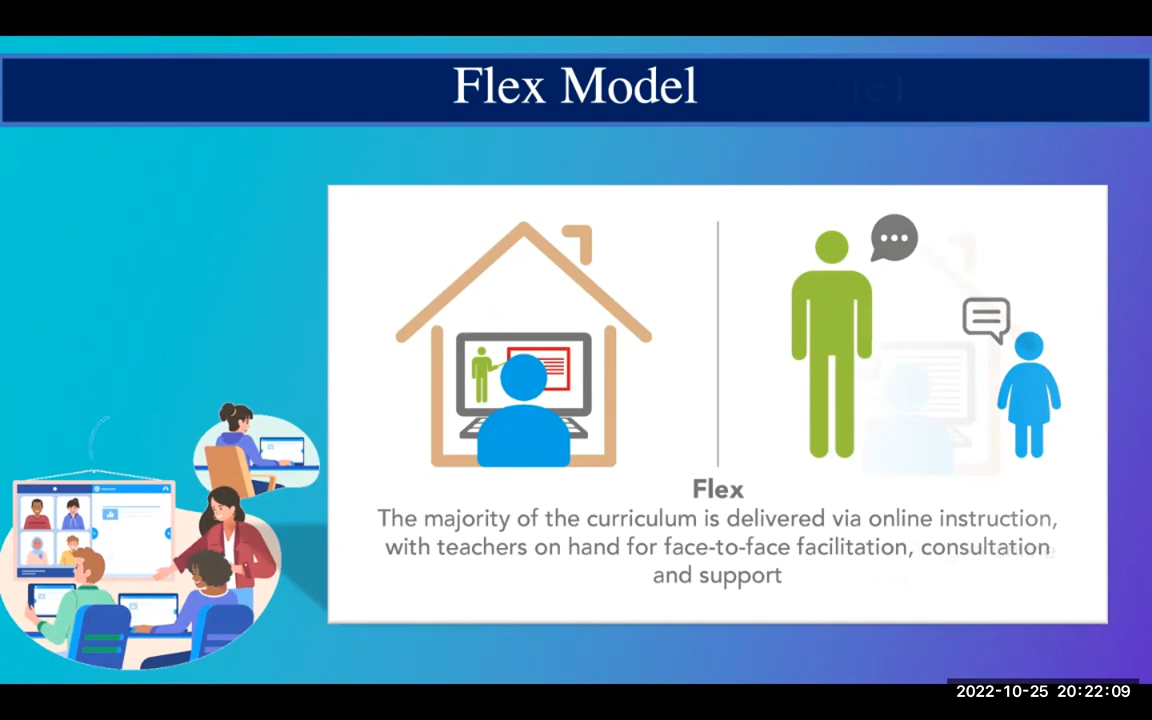 Flex Model
Flex
The majority of the curriculum is delivered via online instruction,
with teachers on hand for face-to-face facilitation, consultation
and support
2022-10-25 20:22:09